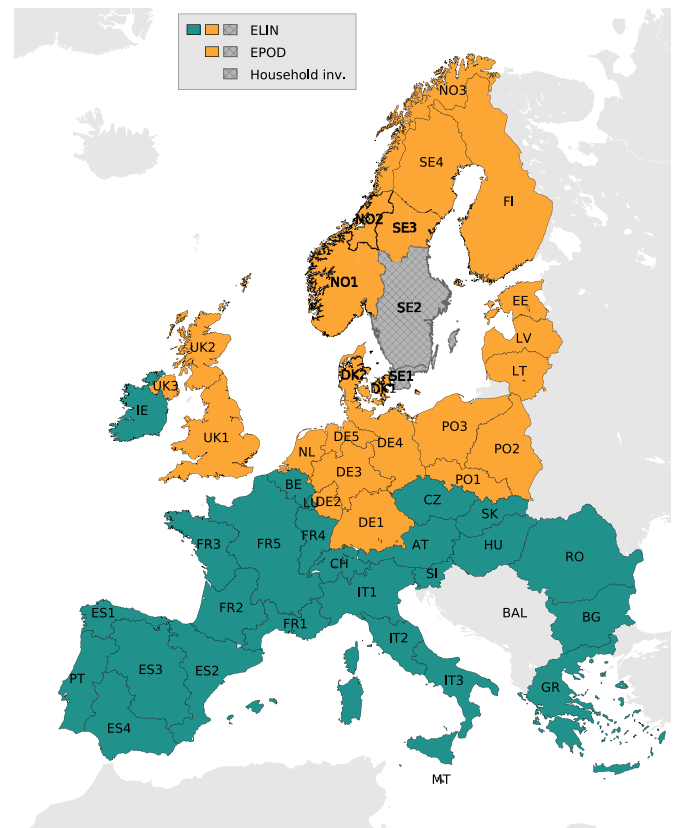 ELIN
EPOD
Household inv.
NO3
SE4
FI
NO2
SE3
NO1
SE2
EE
LV
LT
UK2
UK3
IE
UK1
DK2
DK1
SE1
PO3
PO2
PO1
NL
DE5
DE4
DE3
DE2
DE1
BE
LU
CZ
SK
FR3
FR5
FR4
CH
AT
HU
SI
RO
FR2
FR1
IT1
IT2
IT3
BAL
BG
GR
ES1
PT
ES3
ES2
ES4
MT